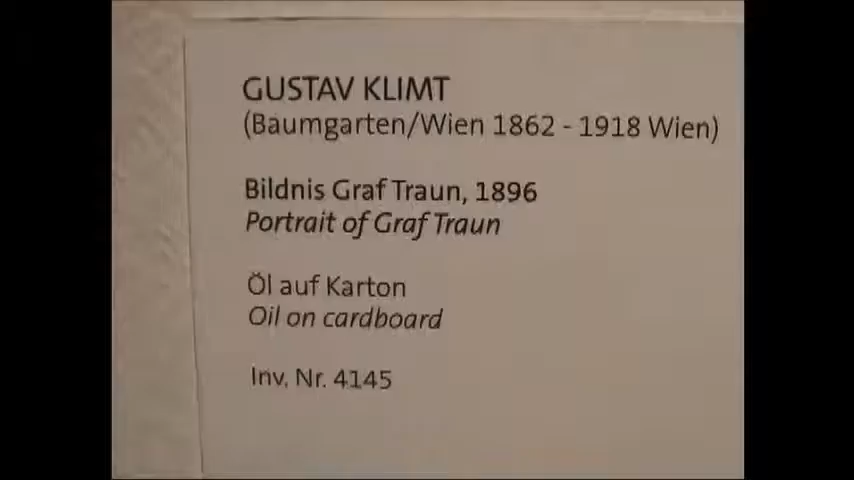 GUSTAV KLIMT
(Baumgarten/Wien 1862 - 1918 Wien)
Bildnis Graf Traun, 1896
Portrait of Graf Traun
Öl auf Karton
Oil on cardboard
Inv. Nr. 4145